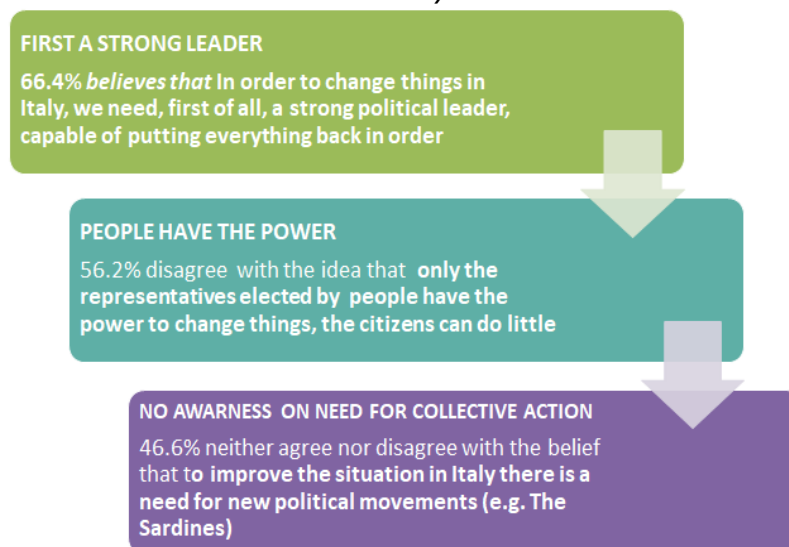 FIRST A STRONG LEADER
66.4% believes that In order to change things in
Italy, we need, first of all, a strong political leader,
capable of putting everything back in order
PEOPLE HAVE THE POWER
56.2% disagree with the idea that only the
representatives elected by people have the
power to change things, the citizens can do little
NO AWARNESS ON NEED FOR COLLECTIVE ACTION
46.6% neither agree nor disagree with the belief
that to improve the situation in Italy there is a
need for new political movements (e.g. The
Sardines)